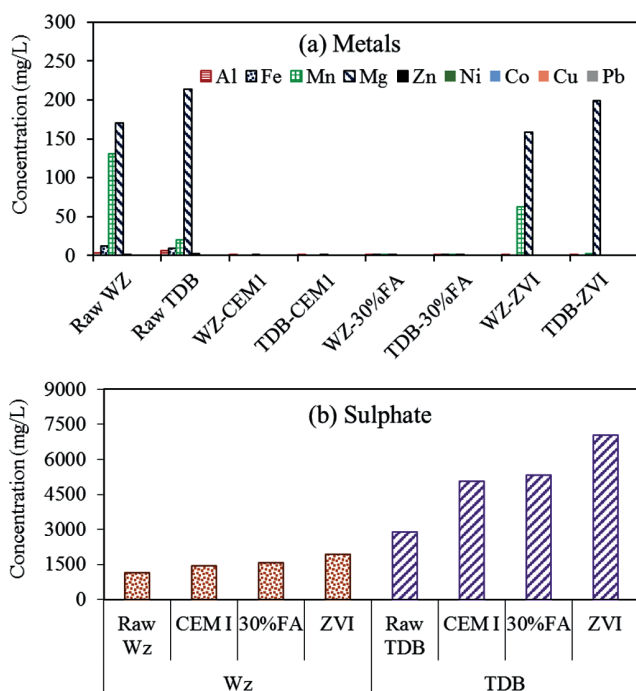 (a) Metals
Al Fe Mn Mg Zn Ni Co Cu Pb
Concentration (mg/L)
300
250
200
150
100
50
0
Raw WZ
Raw TDB
WZ-CEM1
TDB-CEM1
WZ-30%FA
TDB-30%FA
WZ-ZVI
TDB-ZVI
(b) Sulphate
Concentration (mg/L)
9000
7500
6000
4500
3000
1500
0
Raw Wz CEM I 30%FA ZVI Raw TDB CEM I 30%FA ZVI
Wz TDB